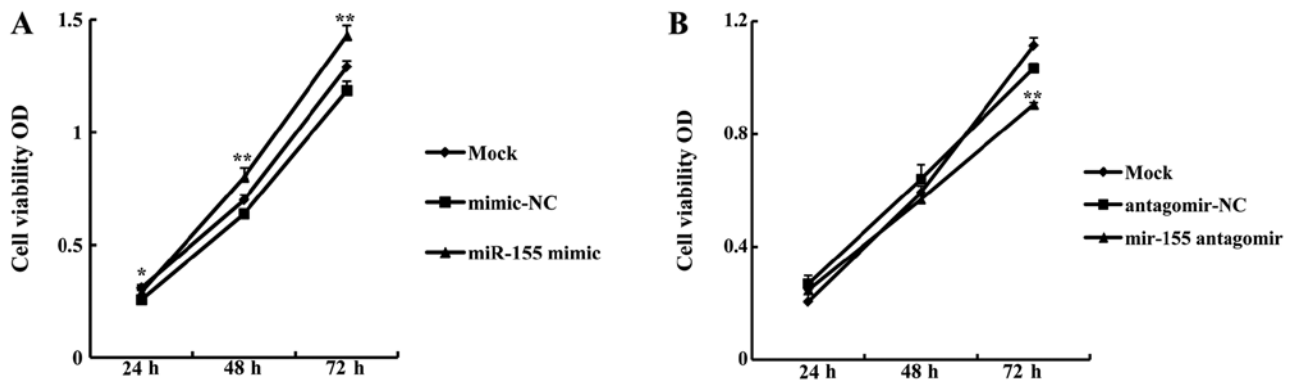 A
Cell viability OD
1.5
1
0.5
0
*
**
**
24 h 48 h 72 h
Mock
mimic-NC
miR-155 mimic
B
Cell viability OD
1.2
0.8
0.4
0
**
24 h 48 h 72 h
Mock
antagomir-NC
mir-155 antagomir